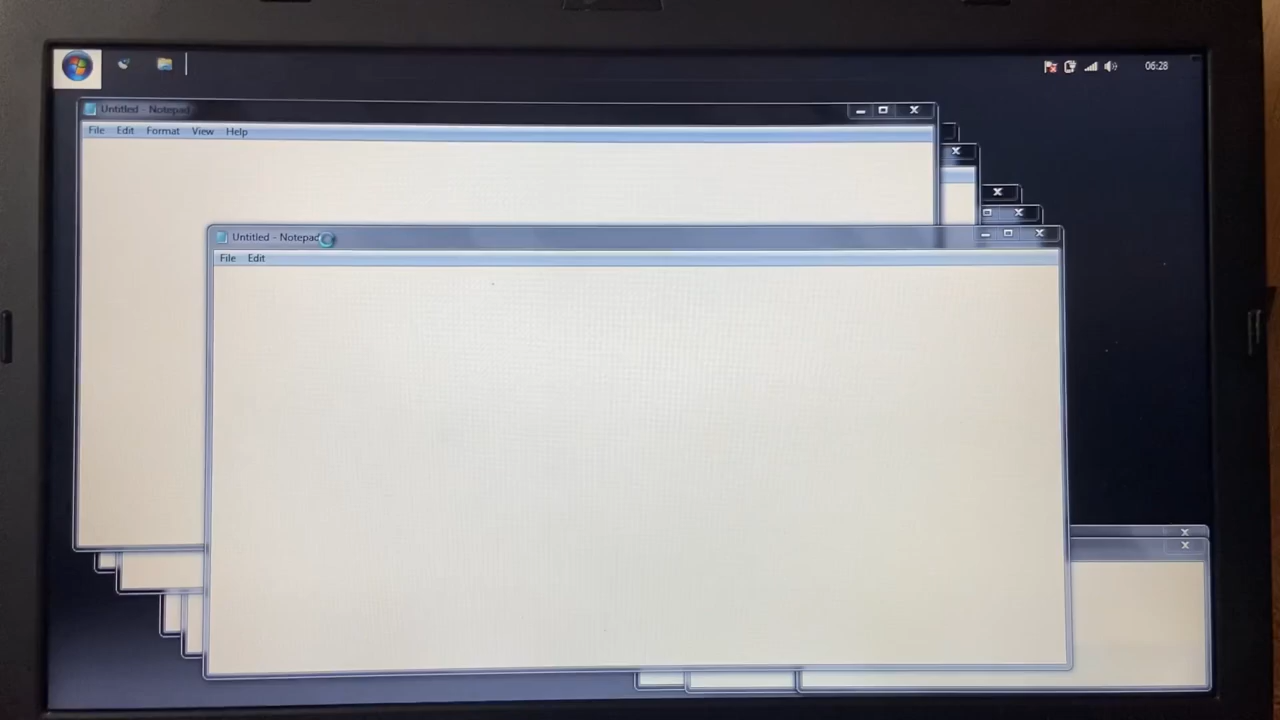 06:28
Untitled - Notepad
File Edit Format View Help
Untitled - Notepad
File Edit